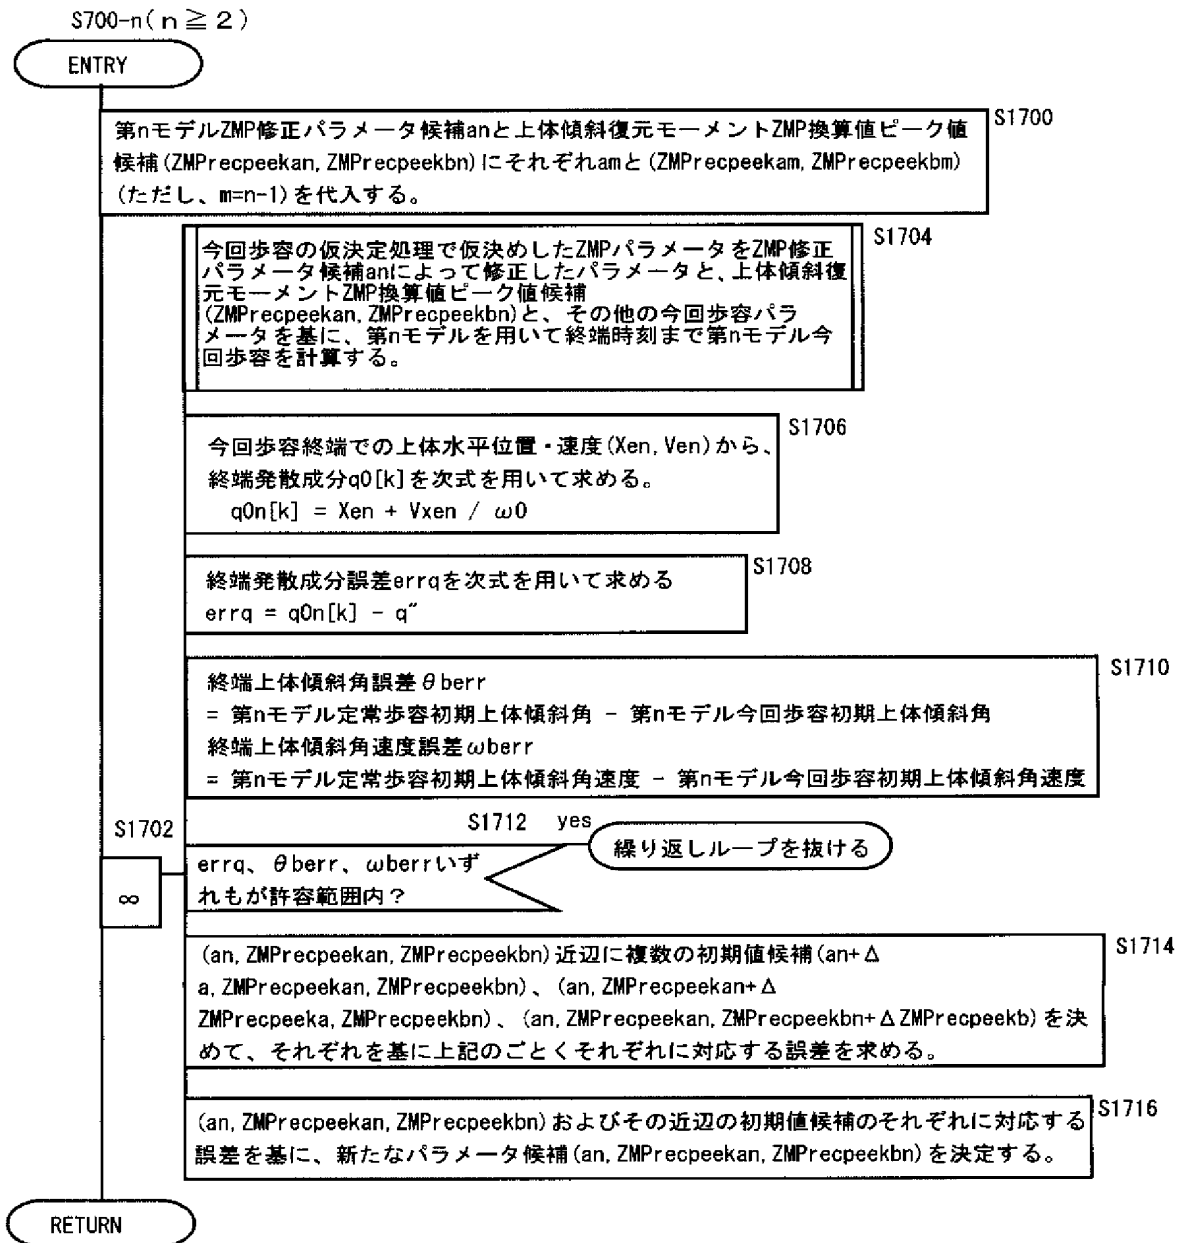 S700-n(n≧2)
ENTRY
S1700
第nモデルZMP修正パラメータ候補anと上体傾斜復元モーメントZMP換算値ピーク値
候補(ZMPrecpeekan, ZMPrecpeekbn)にそれぞれamと(ZMPrecpeekam, ZMPrecpeekbm)
(ただし、m=n-1)を代入する。
S1704
今回歩容の仮決定処理で仮決めしたZMPパラメータをZMP修正
パラメータ候補anによって修正したパラメータと、上体傾斜復
元モーメントZMP換算値ピーク値候補
(ZMPrecpeekan, ZMPrecpeekbn)と、その他の今回歩容パラ
メータを基に、第nモデルを用いて終端時刻まで第nモデル今
回歩容を計算する。
S1706
今回歩容終端での上体水平位置・速度(Xen, Ven)から、
終端発散成分q0[k]を次式を用いて求める。
q0n[k] = Xen + Vxen / ω0
S1708
終端発散成分誤差errqを次式を用いて求める
errq = q0n[k] - q″
S1710
終端上体傾斜角誤差θberr
= 第nモデル定常歩容初期上体傾斜角 - 第nモデル今回歩容初期上体傾斜角
終端上体傾斜角速度誤差ωberr
= 第nモデル定常歩容初期上体傾斜角速度 - 第nモデル今回歩容初期上体傾斜角速度
S1702
∞
S1712 yes
繰り返しループを抜ける
errq、θberr、ωberrいず
れもが許容範囲内?
S1714
(an, ZMPrecpeekan, ZMPrecpeekbn)近辺に複数の初期値候補(an+Δ
a, ZMPrecpeekan, ZMPrecpeekbn)、(an, ZMPrecpeekan+Δ
ZMPrecpeeka, ZMPrecpeekbn)、(an, ZMPrecpeekan, ZMPrecpeekbn+ΔZMPrecpeekb)を決
めて、それぞれを基に上記のごとくそれぞれに対応する誤差を求める。
S1716
(an, ZMPrecpeekan, ZMPrecpeekbn)およびその近辺の初期値候補のそれぞれに対応する
誤差を基に、新たなパラメータ候補(an, ZMPrecpeekan, ZMPrecpeekbn)を決定する。
RETURN